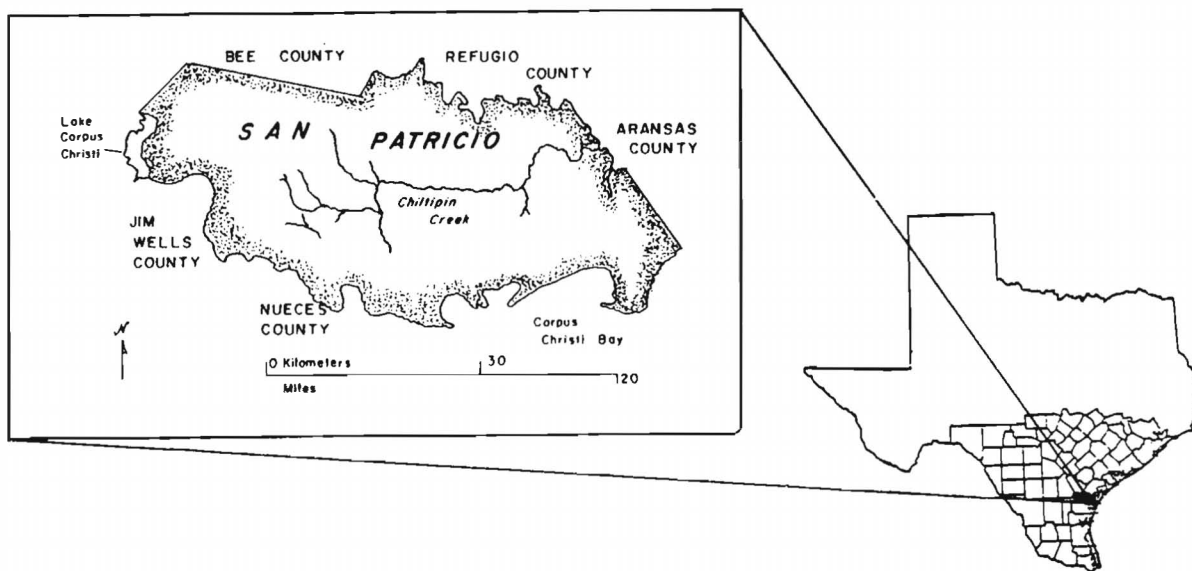 BEE COUNTY
REFUGIO
COUNTY
Lake
Corpus
Christi
SAN PATRICIO
ARANSAS
COUNTY
Chiltipin
Creek
JIM
WELLS
COUNTY
NUECES
COUNTY
Corpus
Christi Bay
N
0 Kilometers 30
Miles 20